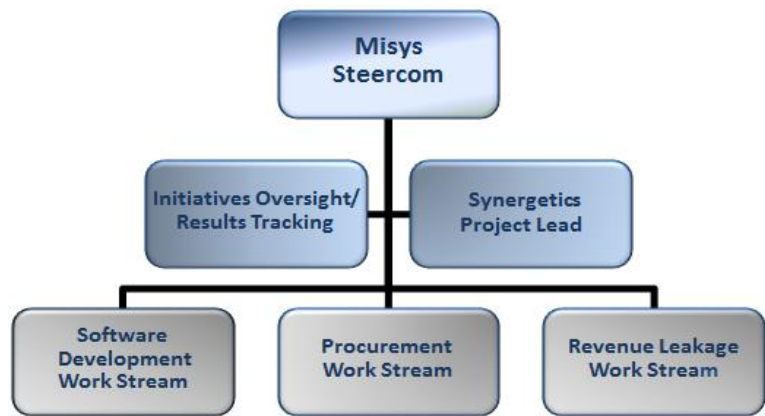 Misys
Steercom
Initiatives Oversight/
Results Tracking
Synergetics
Project Lead
Software
Development
Work Stream
Procurement
Work Stream
Revenue Leakage
Work Stream